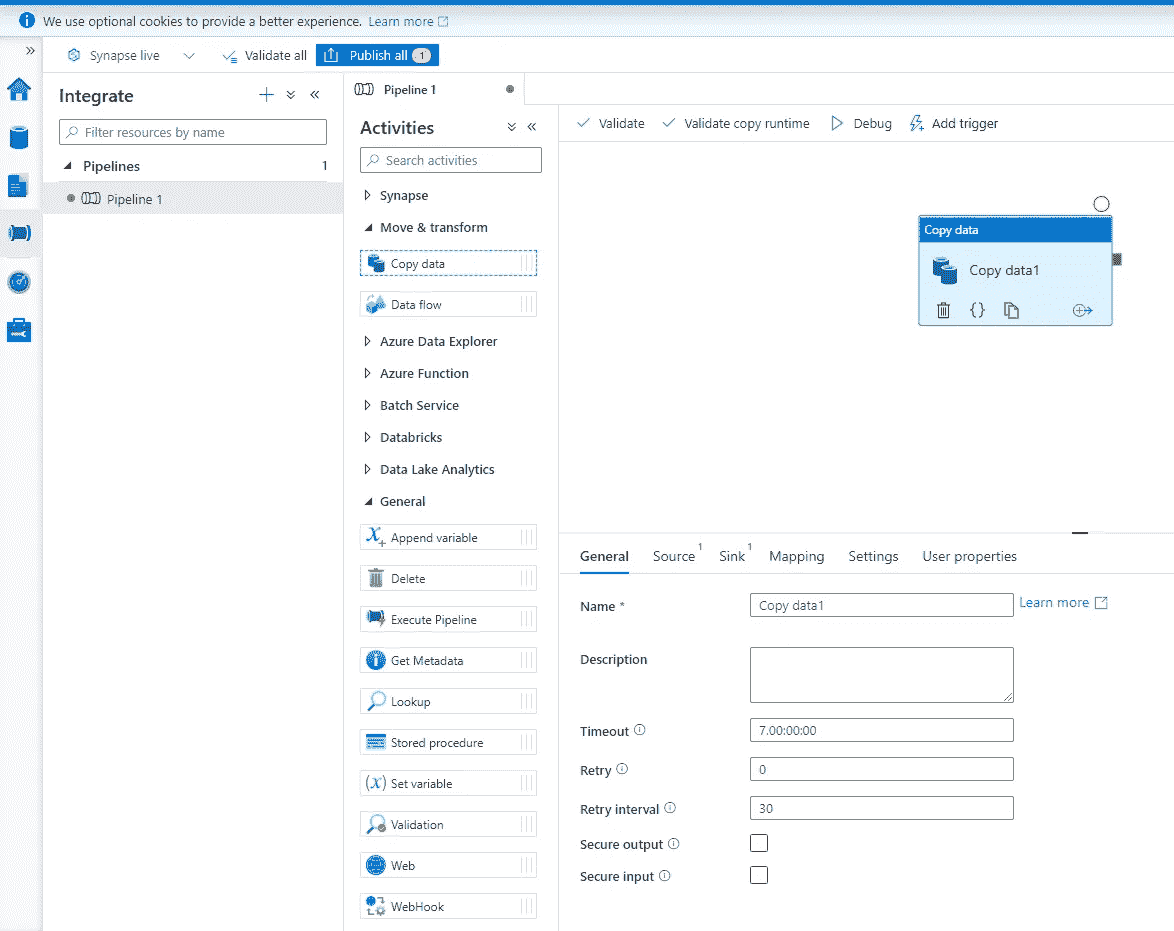 We use optional cookies to provide a better experience. Learn more
Synapse live
Validate all
Publish all 1
Integrate
Filter resources by name
Pipelines 1
Pipeline 1
Pipeline 1
Activities
Search activities
Synapse
Move & transform
Copy data
Data flow
Azure Data Explorer
Azure Function
Batch Service
Databricks
Data Lake Analytics
General
Append variable
Delete
Execute Pipeline
Get Metadata
Lookup
Stored procedure
Set variable
Validation
Web
WebHook
Validate
Validate copy runtime
Debug
Add trigger
Copy data
Copy data1
General
Source 1
Sink 1
Mapping
Settings
User properties
Name *
Copy data1
Learn more
Description
Timeout
7.00:00:00
Retry
0
Retry interval
30
Secure output
Secure input